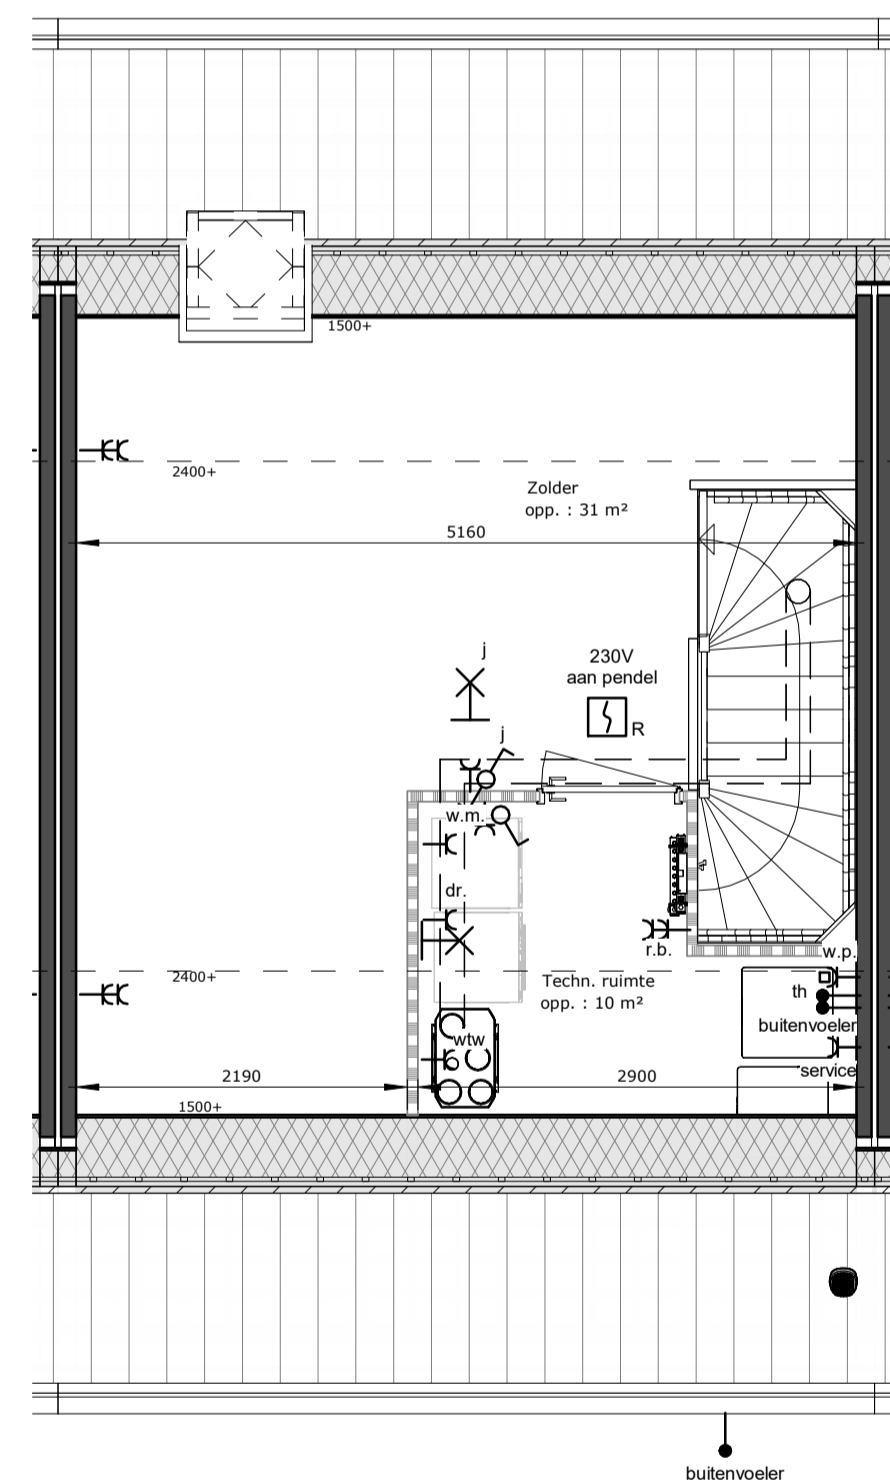 1500+
2400+
Zolder
opp. : 31 m²
5160
j
230V
aan pendel
R
j
w.m.
dr.
r.b.
w.p.
2400+
Techn. ruimte
opp. : 10 m²
th
buitenvoeler
wtw
service
2190
2900
1500+
buitenvoeler